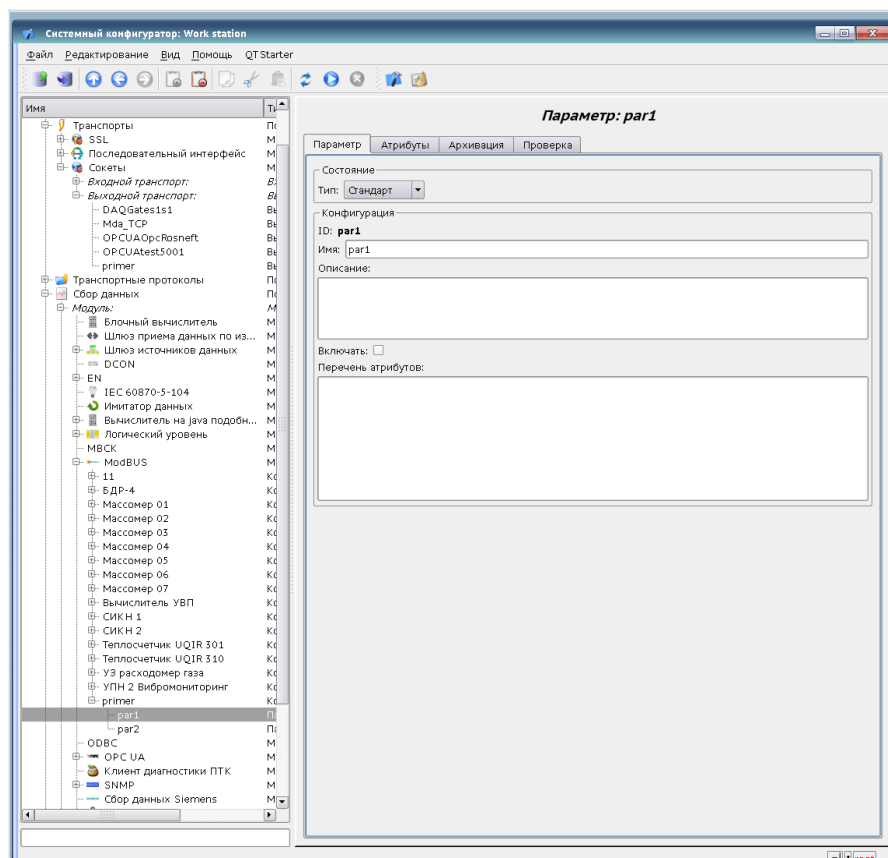 Системный конфигуратор: Work station
Файл Редактирование Вид Помощь QTStarter
Имя
Транспорты
SSL
Последовательный интерфейс
Сокеты
Входной транспорт:
Выходной транспорт:
DAQGates1s1
Mda_TCP
OPCUAOpcRosneft
OPCUAtest5001
primer
Транспортные протоколы
Сбор данных
Модуль:
Блочный вычислитель
Шлюз приема данных по из...
Шлюз источников данных
DCON
EN
IEC 60870-5-104
Имитатор данных
Вычислитель на java подобн...
Логический уровень
МВСК
ModBUS
11
БДР-4
Массомер 01
Массомер 02
Массомер 03
Массомер 04
Массомер 05
Массомер 06
Массомер 07
Вычислитель УВП
СИКН 1
СИКН 2
Теплосчетчик UQIR 301
Теплосчетчик UQIR 310
УЗ расходомер газа
УПН 2 Вибромониторинг
primer
par1
par2
ODBC
OPC UA
Клиент диагностики ПТК
SNMP
Сбор данных Siemens
Параметр: par1
Параметр Атрибуты Архивация Проверка
Состояние
Тип: Стандарт
Конфигурация
ID: par1
Имя: par1
Описание:
Включать:
Перечень атрибутов: